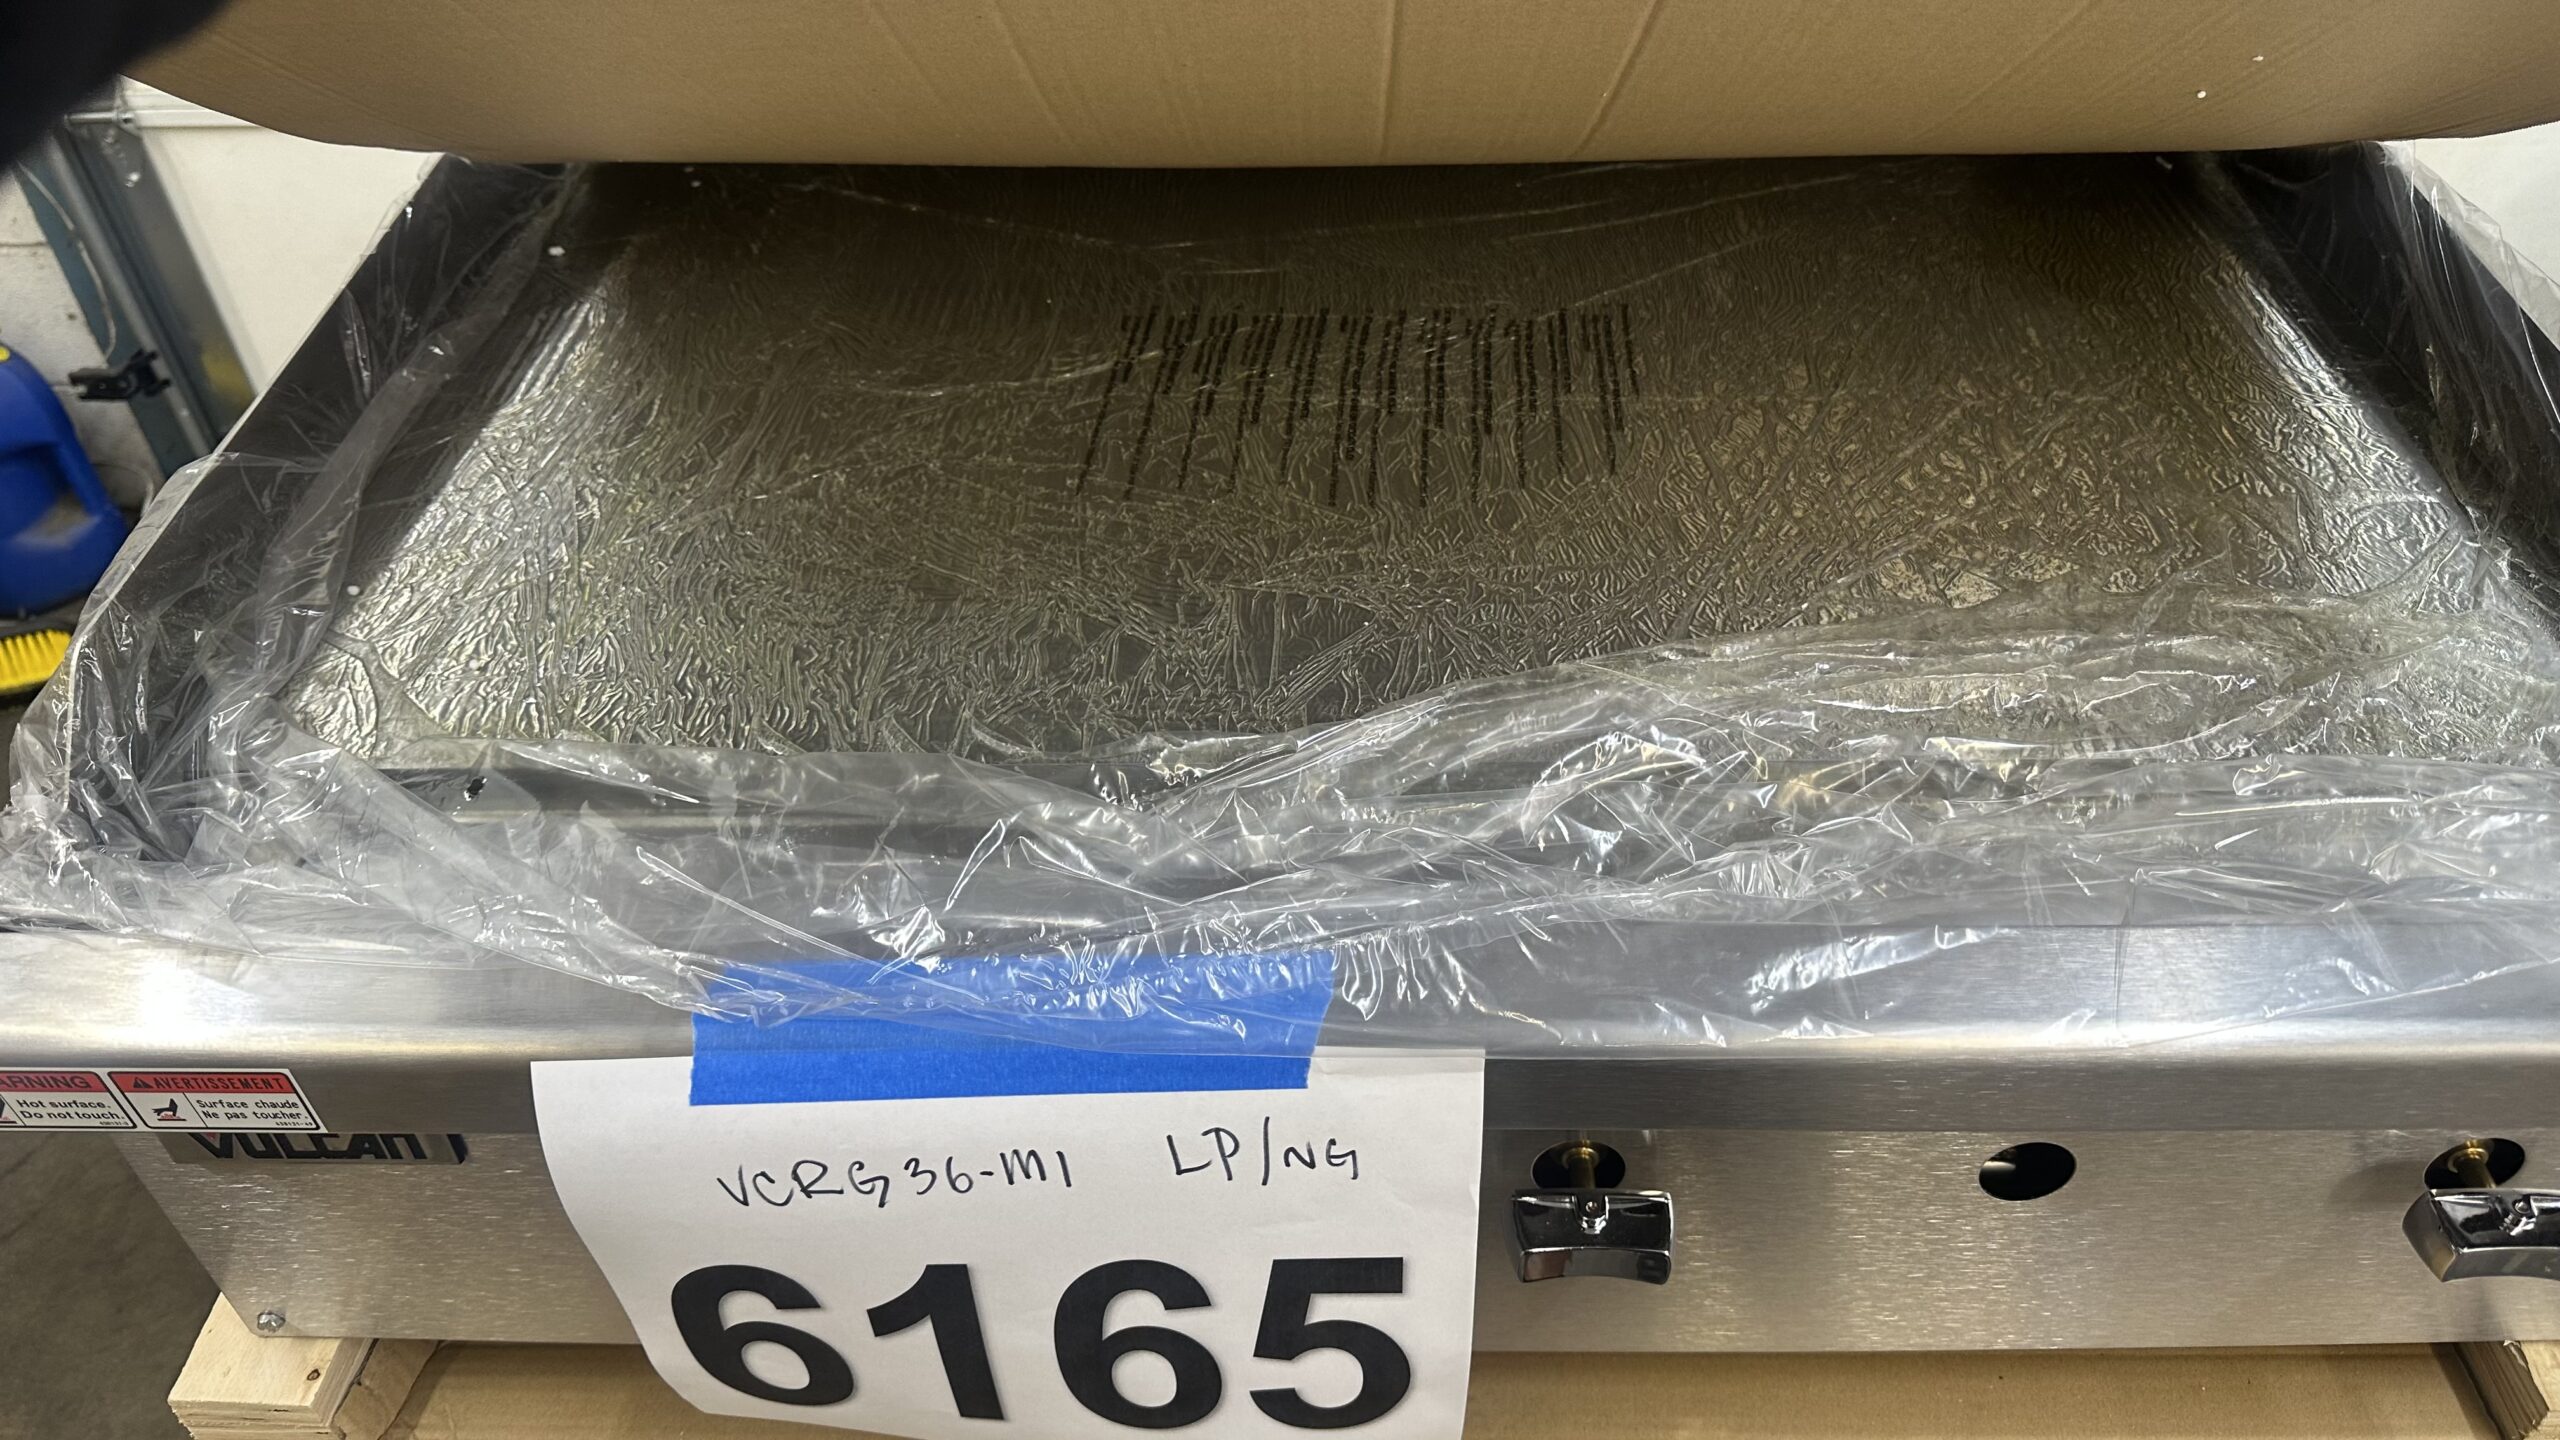 WARNING
Hot surface.
Do not touch.
AVERTISSEMENT
Surface chaude
Ne pas toucher.
VULCAN
VCRG36-M1 LP/NG
6165